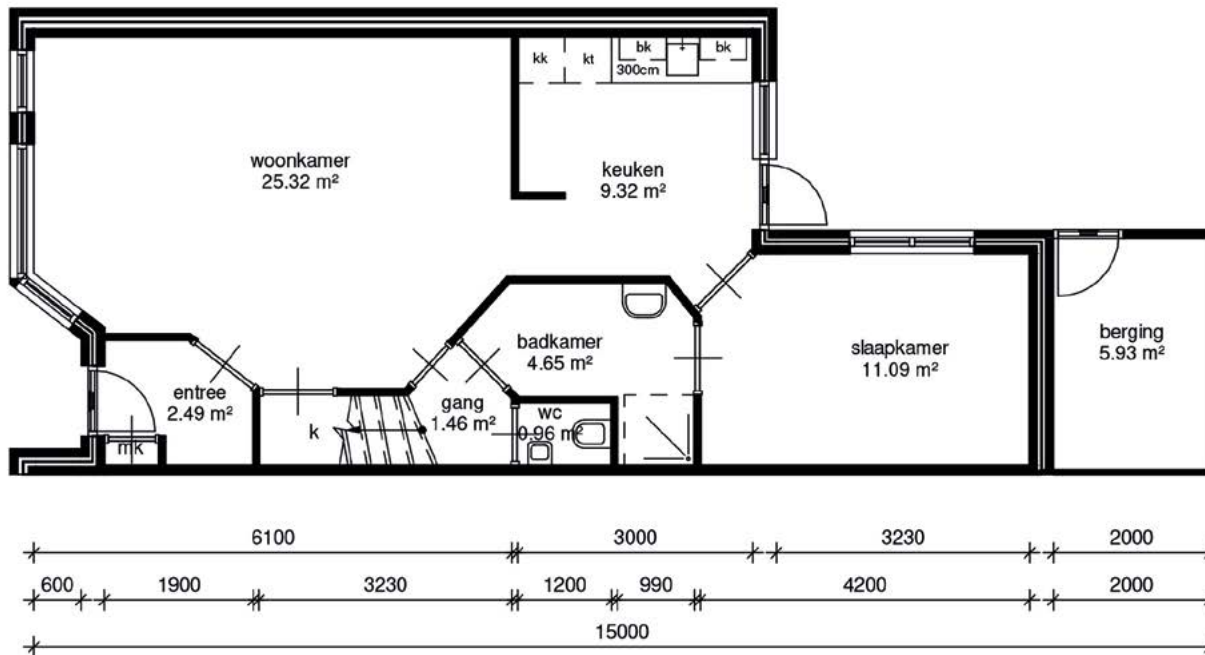 kk
kt
bk
bk
300cm
woonkamer
25.32 m²
keuken
9.32 m²
badkamer
4.65 m²
slaapkamer
11.09 m²
berging
5.93 m²
entree
2.49 m²
gang
1.46 m²
wc
0.96 m²
k
mk
6100 3000 3230 2000
600 1900 3230 1200 990 4200 2000
15000